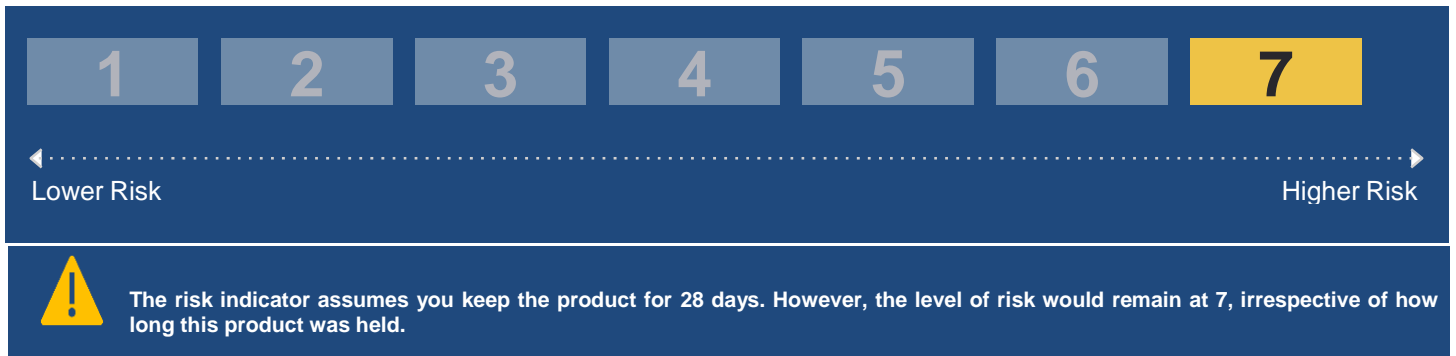 1 2 3 4 5 6 7
Lower Risk Higher Risk
The risk indicator assumes you keep the product for 28 days. However, the level of risk would remain at 7, irrespective of how
long this product was held.